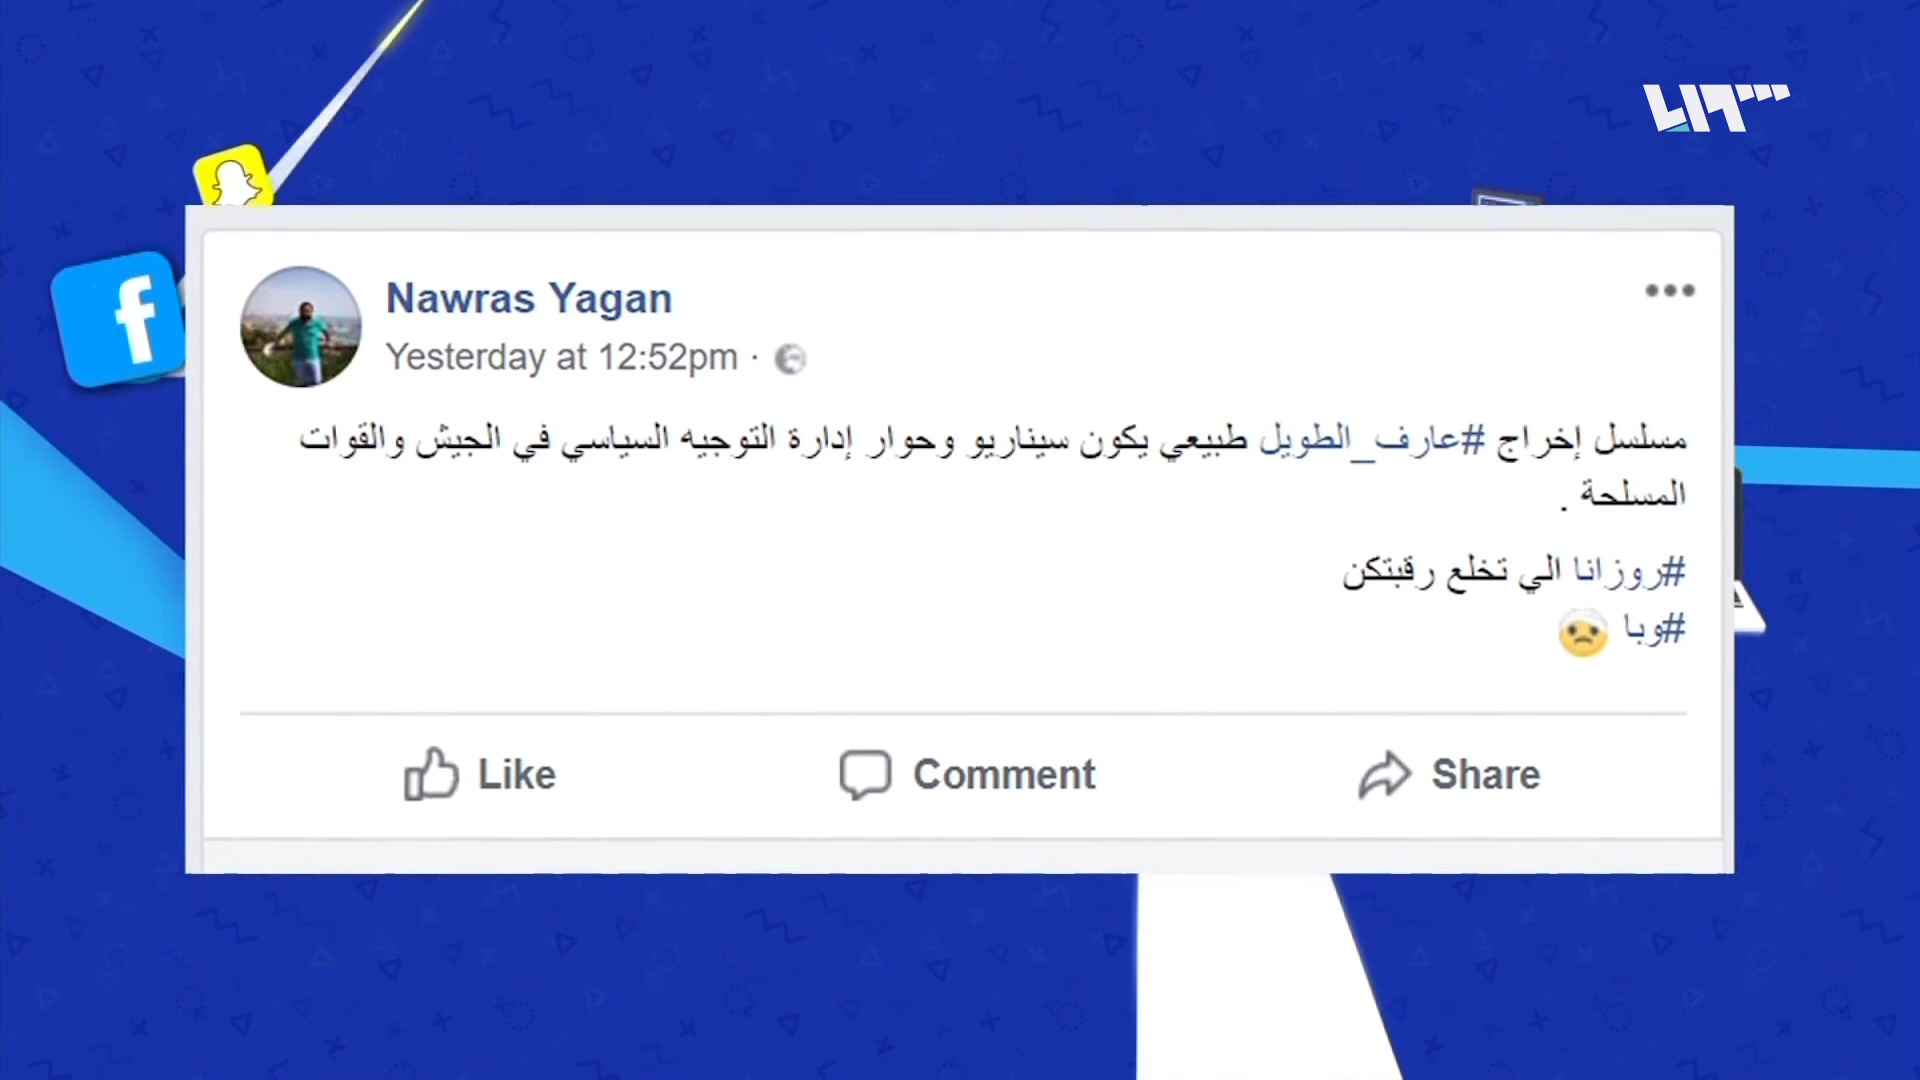 Nawras Yagan
Yesterday at 12:52pm ·
مسلسل إخراج #عارف_الطويل طبيعي يكون سيناريو وحوار إدارة التوجيه السياسي في الجيش والقوات
المسلحة .
#روزانا الي تخلع رقبتكن
#وبا
Like Comment Share